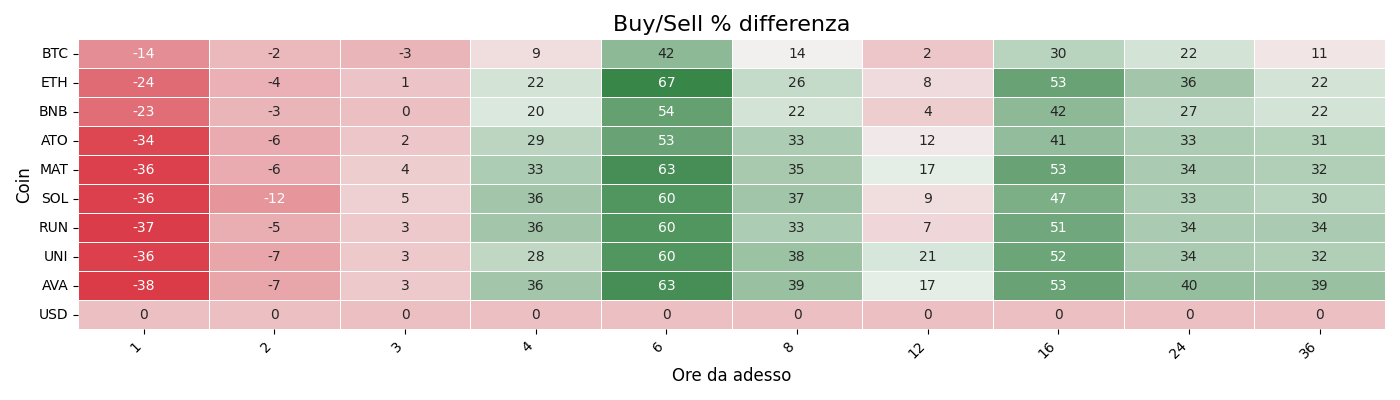 Buy/Sell % differenza
Coin
BTC -14 -2 -3 9 42 14 2 30 22 11
ETH -24 -4 1 22 67 26 8 53 36 22
BNB -23 -3 0 20 54 22 4 42 27 22
ATO -34 -6 2 29 53 33 12 41 33 31
MAT -36 -6 4 33 63 35 17 53 34 32
SOL -36 -12 5 36 60 37 9 47 33 30
RUN -37 -5 3 36 60 33 7 51 34 34
UNI -36 -7 3 28 60 38 21 52 34 32
AVA -38 -7 3 36 63 39 17 53 40 39
USD 0 0 0 0 0 0 0 0 0 0
1 2 3 4 6 8 12 16 24 36
Ore da adesso